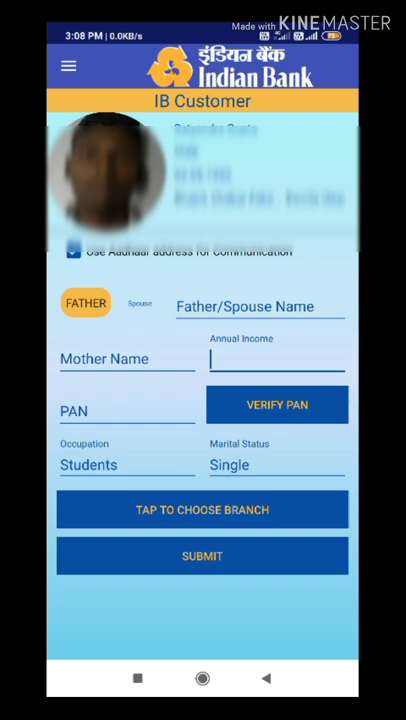 Made with KINEMASTER
3:08 PM | 0.0KB/s
इंडियन बैंक
Indian Bank
IB Customer
Use Aadhaar address for Communication
FATHER Spouse Father/Spouse Name
Annual Income
Mother Name
PAN VERIFY PAN
Occupation Marital Status
Students Single
TAP TO CHOOSE BRANCH
SUBMIT